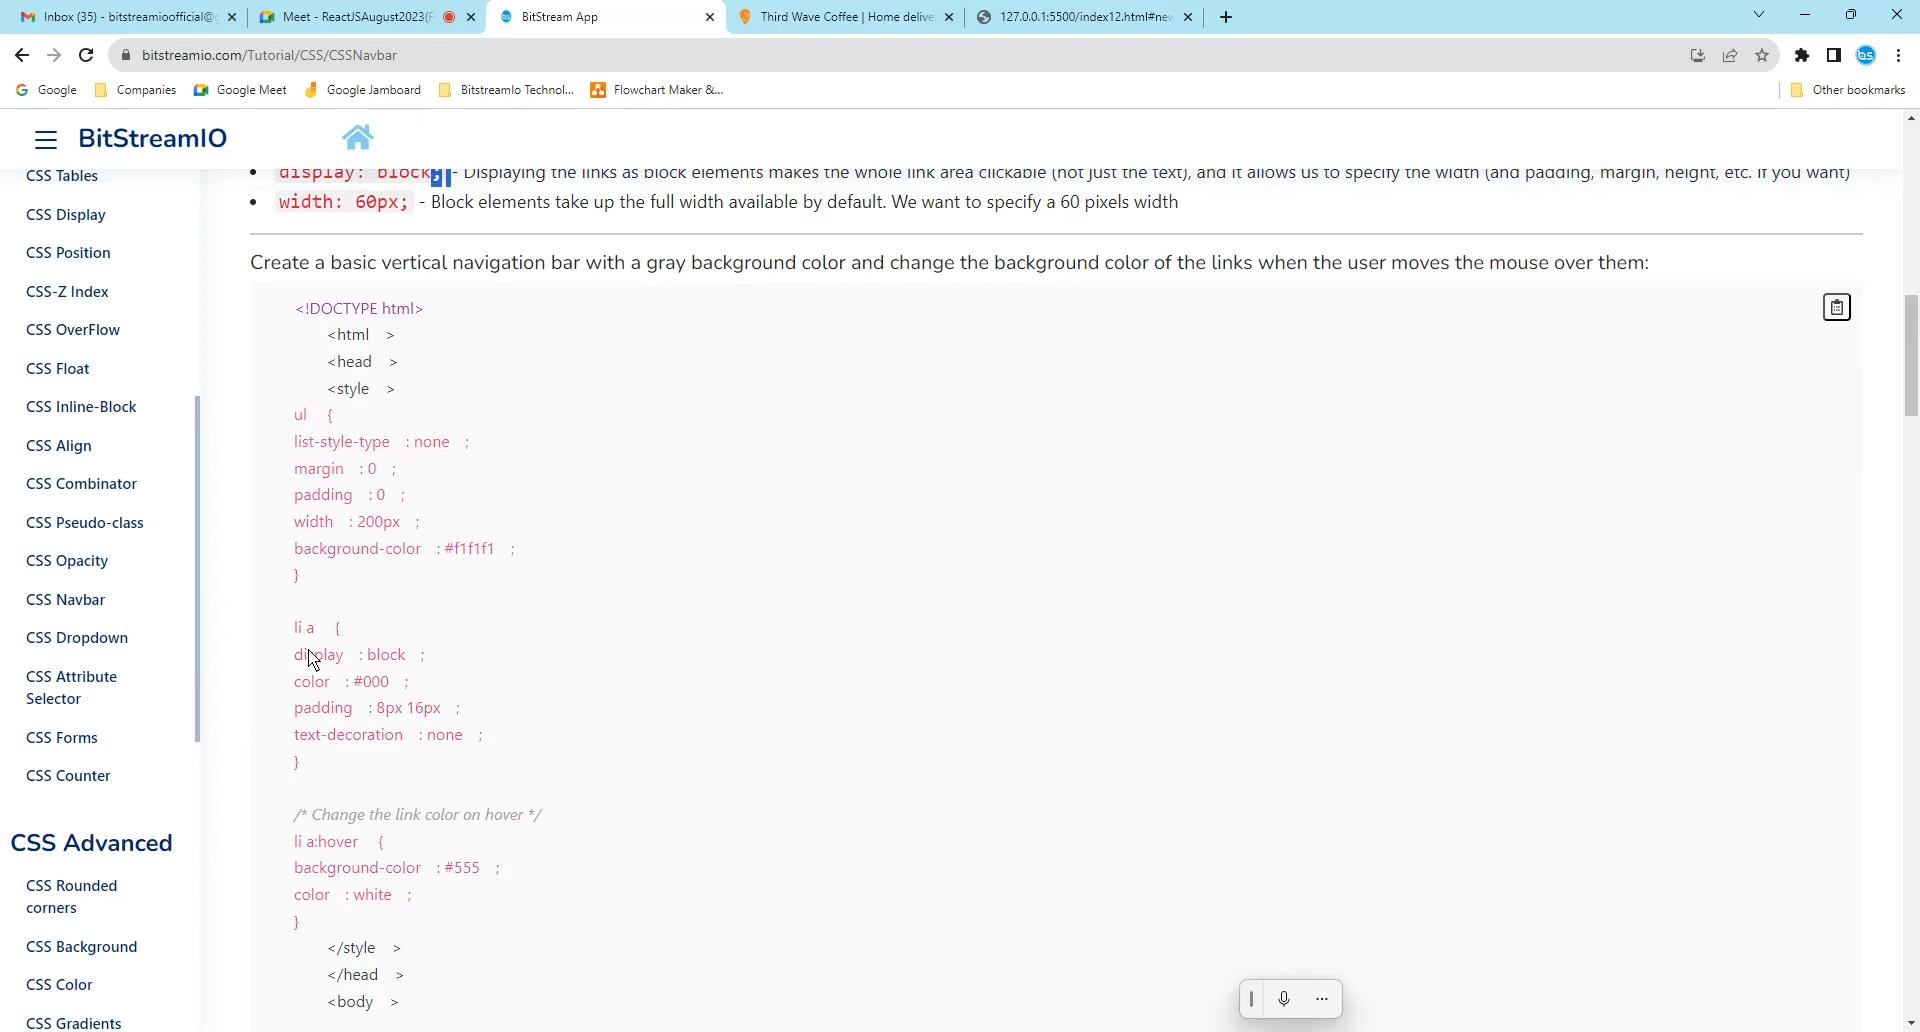 Inbox (35) - bitstreamioofficial@g
Meet - ReactJSAugust2023(F
BitStream App
Third Wave Coffee | Home delive
127.0.0.1:5500/index12.html#nev
bitstreamio.com/Tutorial/CSS/CSSNavbar
Google
Companies
Google Meet
Google Jamboard
BitstreamIo Technol...
Flowchart Maker &...
Other bookmarks
BitStreamIO
CSS Tables
CSS Display
CSS Position
CSS-Z Index
CSS OverFlow
CSS Float
CSS Inline-Block
CSS Align
CSS Combinator
CSS Pseudo-class
CSS Opacity
CSS Navbar
CSS Dropdown
CSS Attribute
Selector
CSS Forms
CSS Counter
CSS Advanced
CSS Rounded
corners
CSS Background
CSS Color
CSS Gradients
display: block; - Displaying the links as block elements makes the whole link area clickable (not just the text), and it allows us to specify the width (and padding, margin, height, etc. if you want)
width: 60px; - Block elements take up the full width available by default. We want to specify a 60 pixels width
Create a basic vertical navigation bar with a gray background color and change the background color of the links when the user moves the mouse over them:
<!DOCTYPE html>
<html >
<head >
<style >
ul {
list-style-type : none ;
margin : 0 ;
padding : 0 ;
width : 200px ;
background-color : #f1f1f1 ;
}
li a {
display : block ;
color : #000 ;
padding : 8px 16px ;
text-decoration : none ;
}
/* Change the link color on hover */
li a:hover {
background-color : #555 ;
color : white ;
}
</style >
</head >
<body >